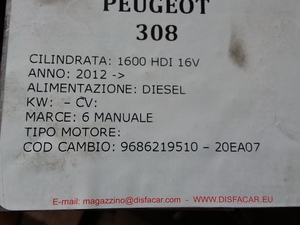 PEUGEOT
308
CILINDRATA: 1600 HDI 16V
ANNO: 2012 ->
ALIMENTAZIONE: DIESEL
KW:  – CV:
MARCE: 6 MANUALE
TIPO MOTORE:
COD CAMBIO: 9686219510 – 20EA07
E-mail: magazzino@disfacar.com - WWW.DISFACAR.EU